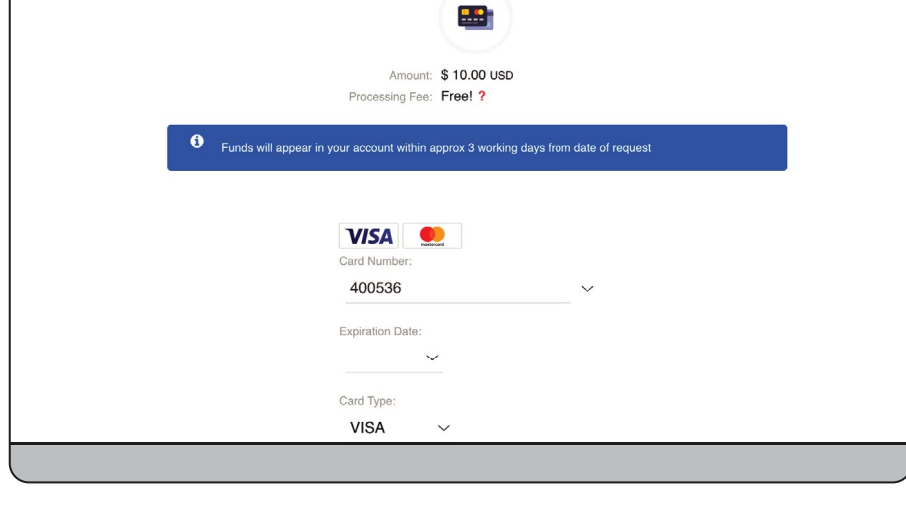 Amount: $ 10.00 USD
Processing Fee: Free! ?
Funds will appear in your account within approx 3 working days from date of request
VISA mastercard
Card Number:
400536
Expiration Date:
Card Type:
VISA